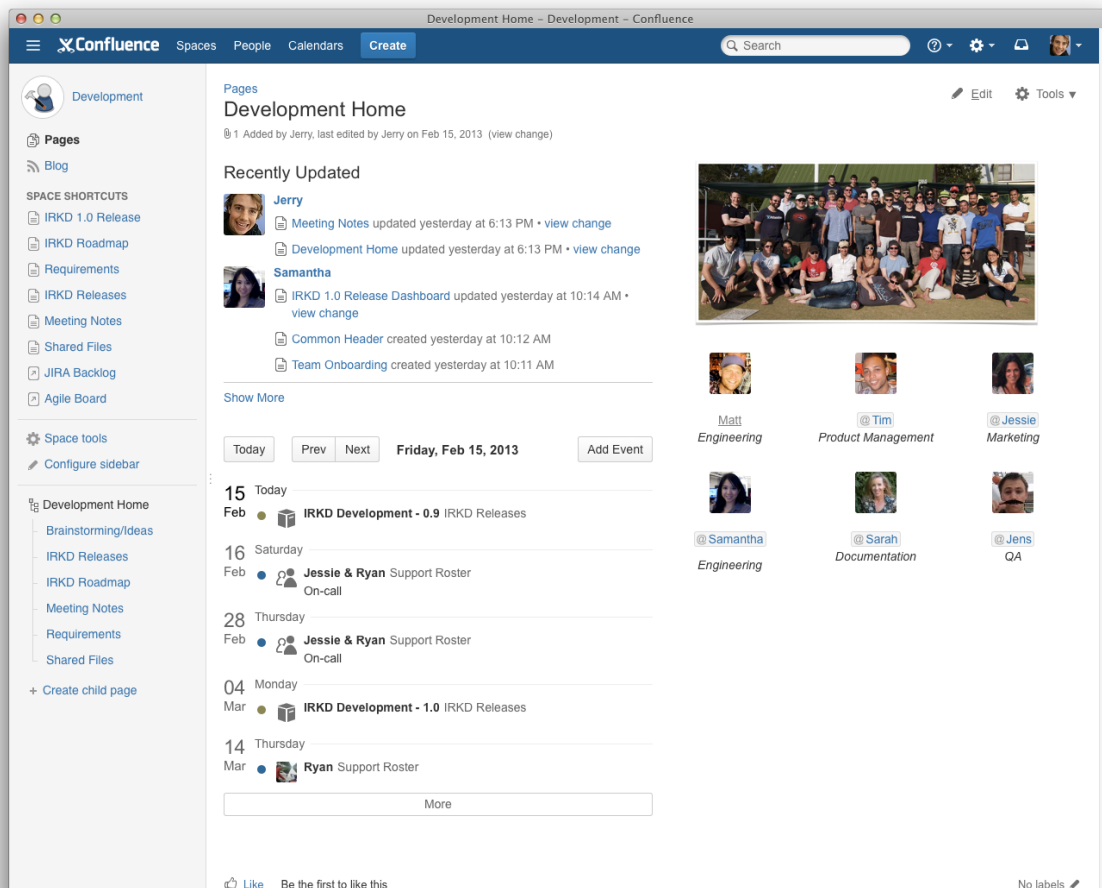 Development Home – Development – Confluence
Confluence Spaces People Calendars Create Search
Development
Pages
Blog
SPACE SHORTCUTS
IRKD 1.0 Release
IRKD Roadmap
Requirements
IRKD Releases
Meeting Notes
Shared Files
JIRA Backlog
Agile Board
Space tools
Configure sidebar
Development Home
Brainstorming/Ideas
IRKD Releases
IRKD Roadmap
Meeting Notes
Requirements
Shared Files
+ Create child page
Pages
Development Home
Edit Tools
1 Added by Jerry, last edited by Jerry on Feb 15, 2013 (view change)
Recently Updated
Jerry
Meeting Notes updated yesterday at 6:13 PM • view change
Development Home updated yesterday at 6:13 PM • view change
Samantha
IRKD 1.0 Release Dashboard updated yesterday at 10:14 AM •
view change
Common Header created yesterday at 10:12 AM
Team Onboarding created yesterday at 10:11 AM
Show More
Today Prev Next Friday, Feb 15, 2013 Add Event
15 Today
Feb IRKD Development - 0.9 IRKD Releases
16 Saturday
Feb Jessie & Ryan Support Roster
On-call
28 Thursday
Feb Jessie & Ryan Support Roster
On-call
04 Monday
Mar IRKD Development - 1.0 IRKD Releases
14 Thursday
Mar Ryan Support Roster
More
Matt @Tim @Jessie
Engineering Product Management Marketing
@Samantha @Sarah @Jens
Engineering Documentation QA
Like Be the first to like this
No labels